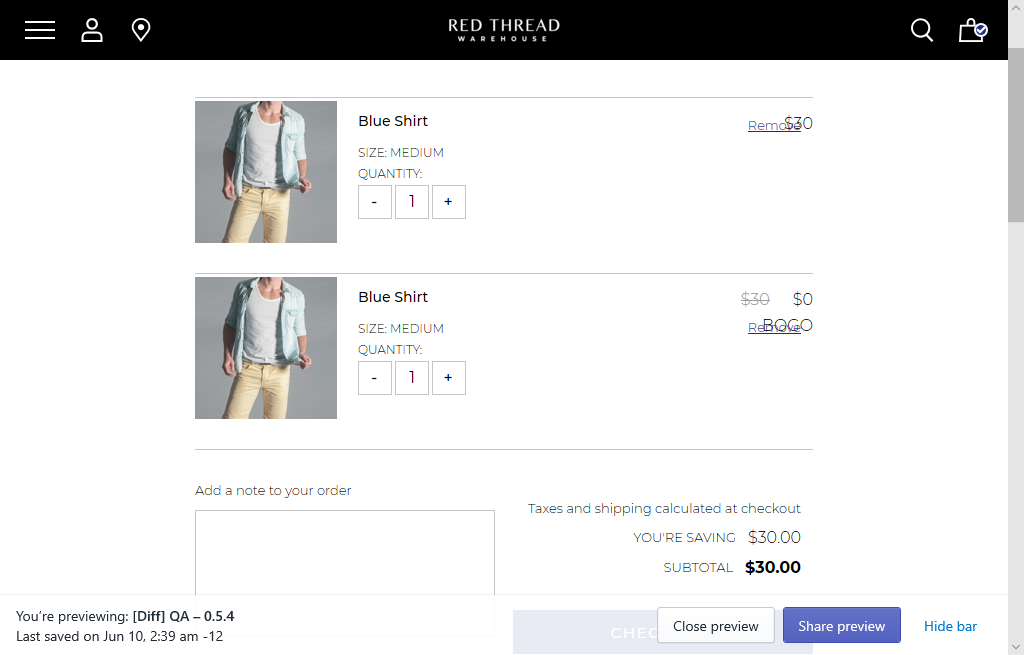 RED THREAD
WAREHOUSE
Blue Shirt
Remove $30
SIZE: MEDIUM
QUANTITY:
- 1 +
Blue Shirt
$30 $0
BOGO
Remove
SIZE: MEDIUM
QUANTITY:
- 1 +
Add a note to your order
Taxes and shipping calculated at checkout
YOU'RE SAVING $30.00
SUBTOTAL $30.00
You're previewing: [Diff] QA – 0.5.4
Last saved on Jun 10, 2:39 am -12
CHEC
Close preview
Share preview
Hide bar